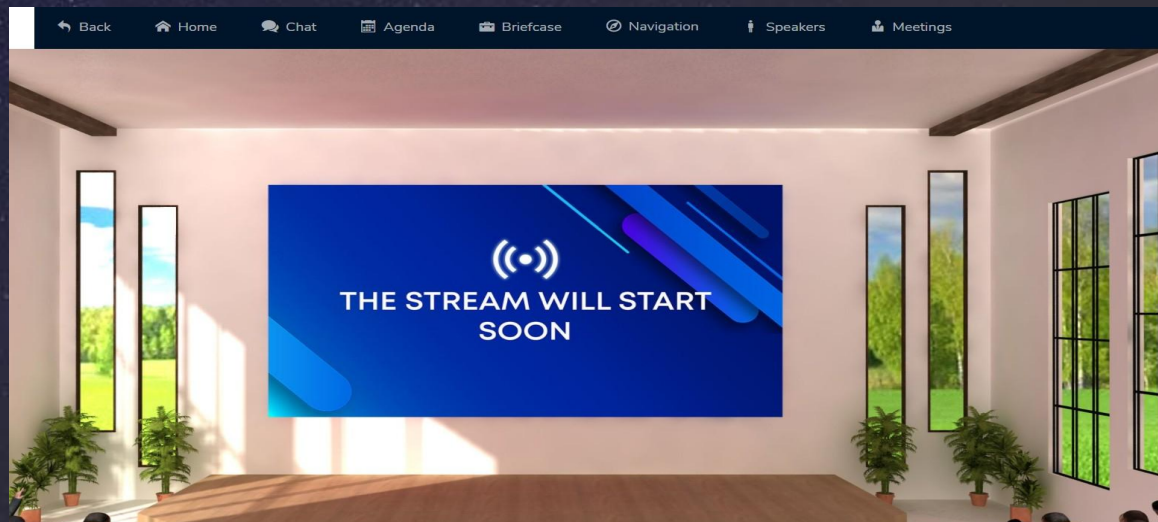 Back Home Chat Agenda Briefcase Navigation Speakers Meetings
THE STREAM WILL START
SOON